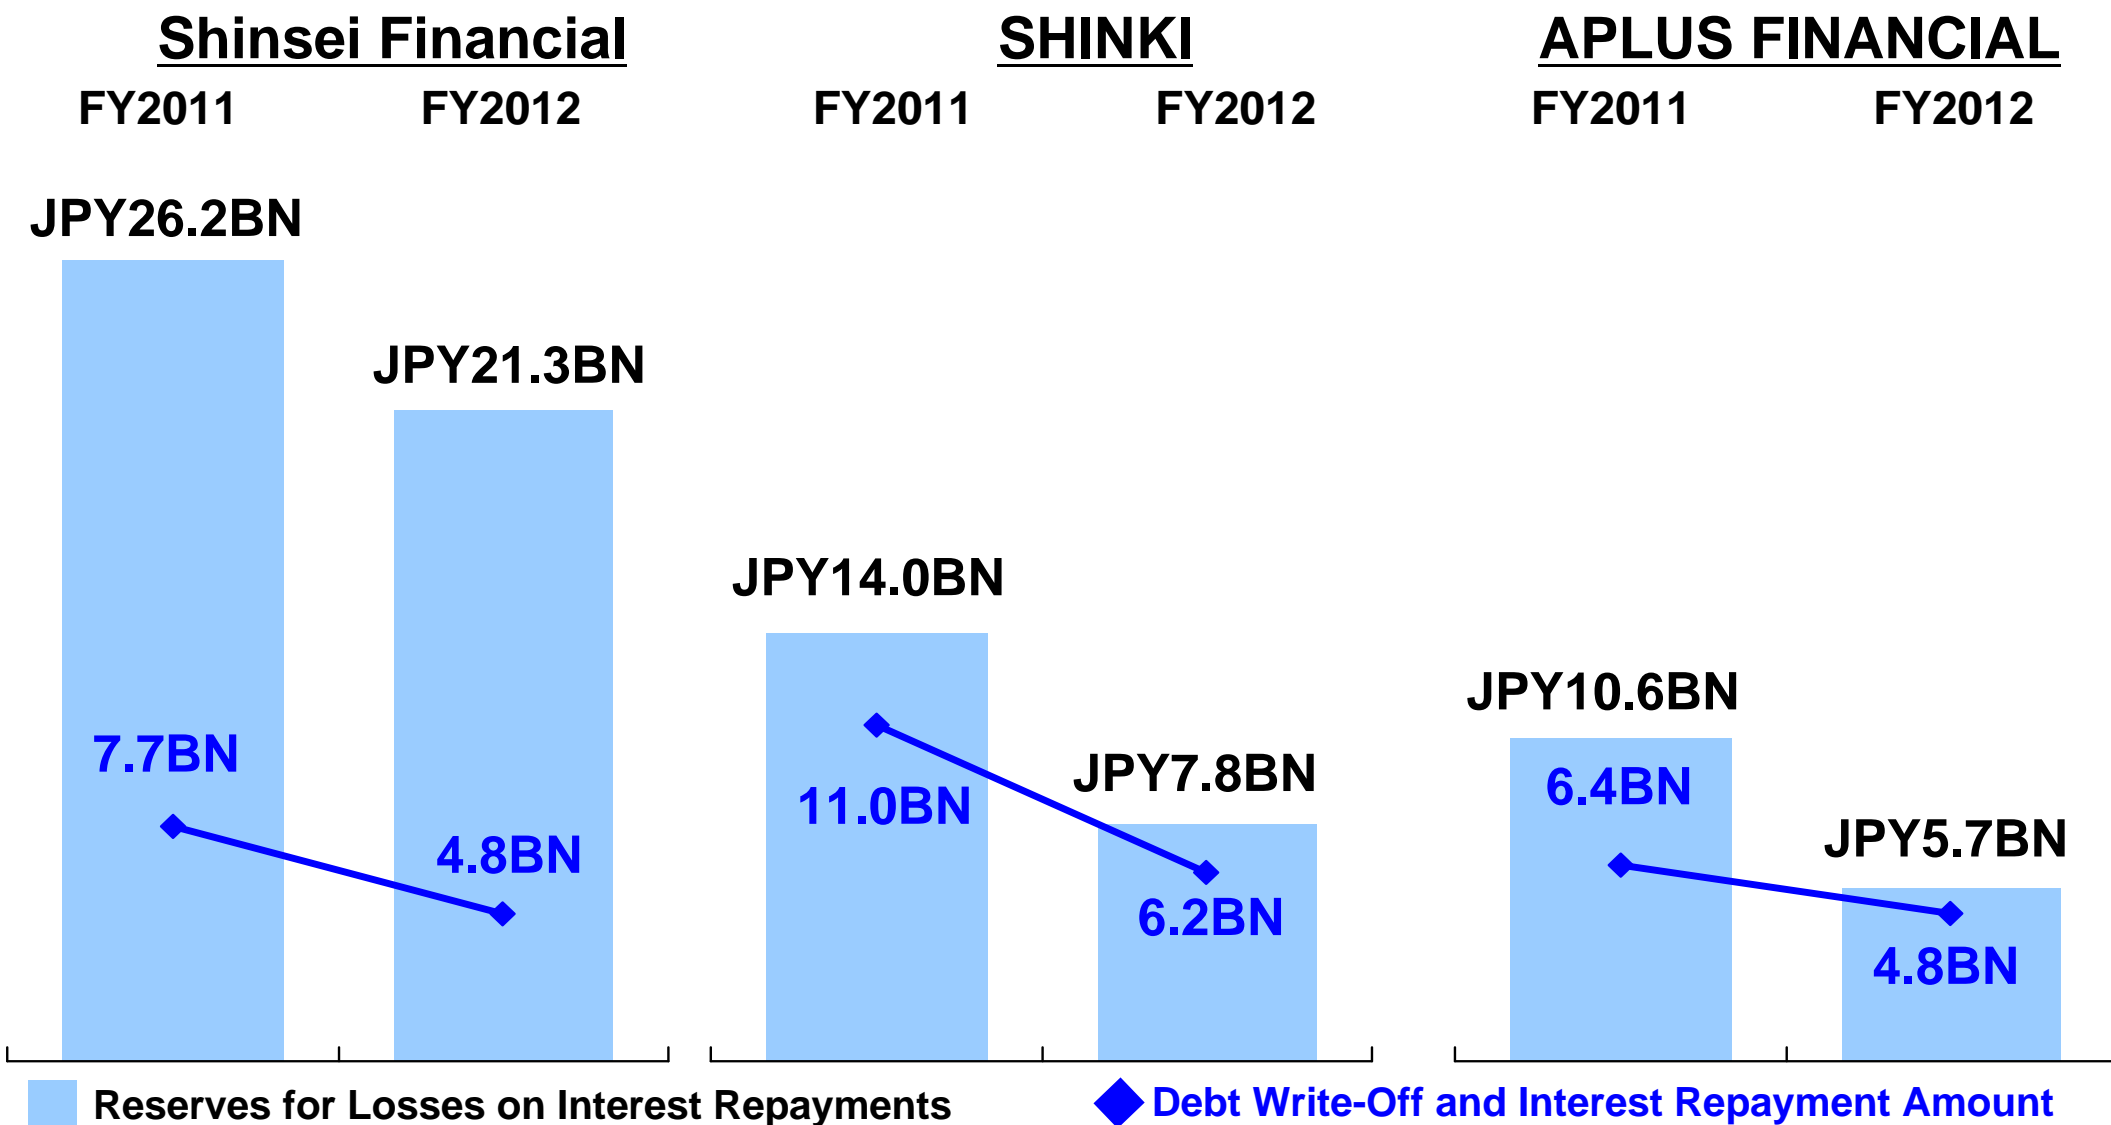 Shinsei Financial
SHINKI
APLUS FINANCIAL
FY2011
FY2012
FY2011
FY2012
FY2011
FY2012
JPY26.2BN
JPY21.3BN
JPY14.0BN
JPY7.8BN
JPY10.6BN
JPY5.7BN
7.7BN
4.8BN
11.0BN
6.2BN
6.4BN
4.8BN
Reserves for Losses on Interest Repayments
Debt Write-Off and Interest Repayment Amount